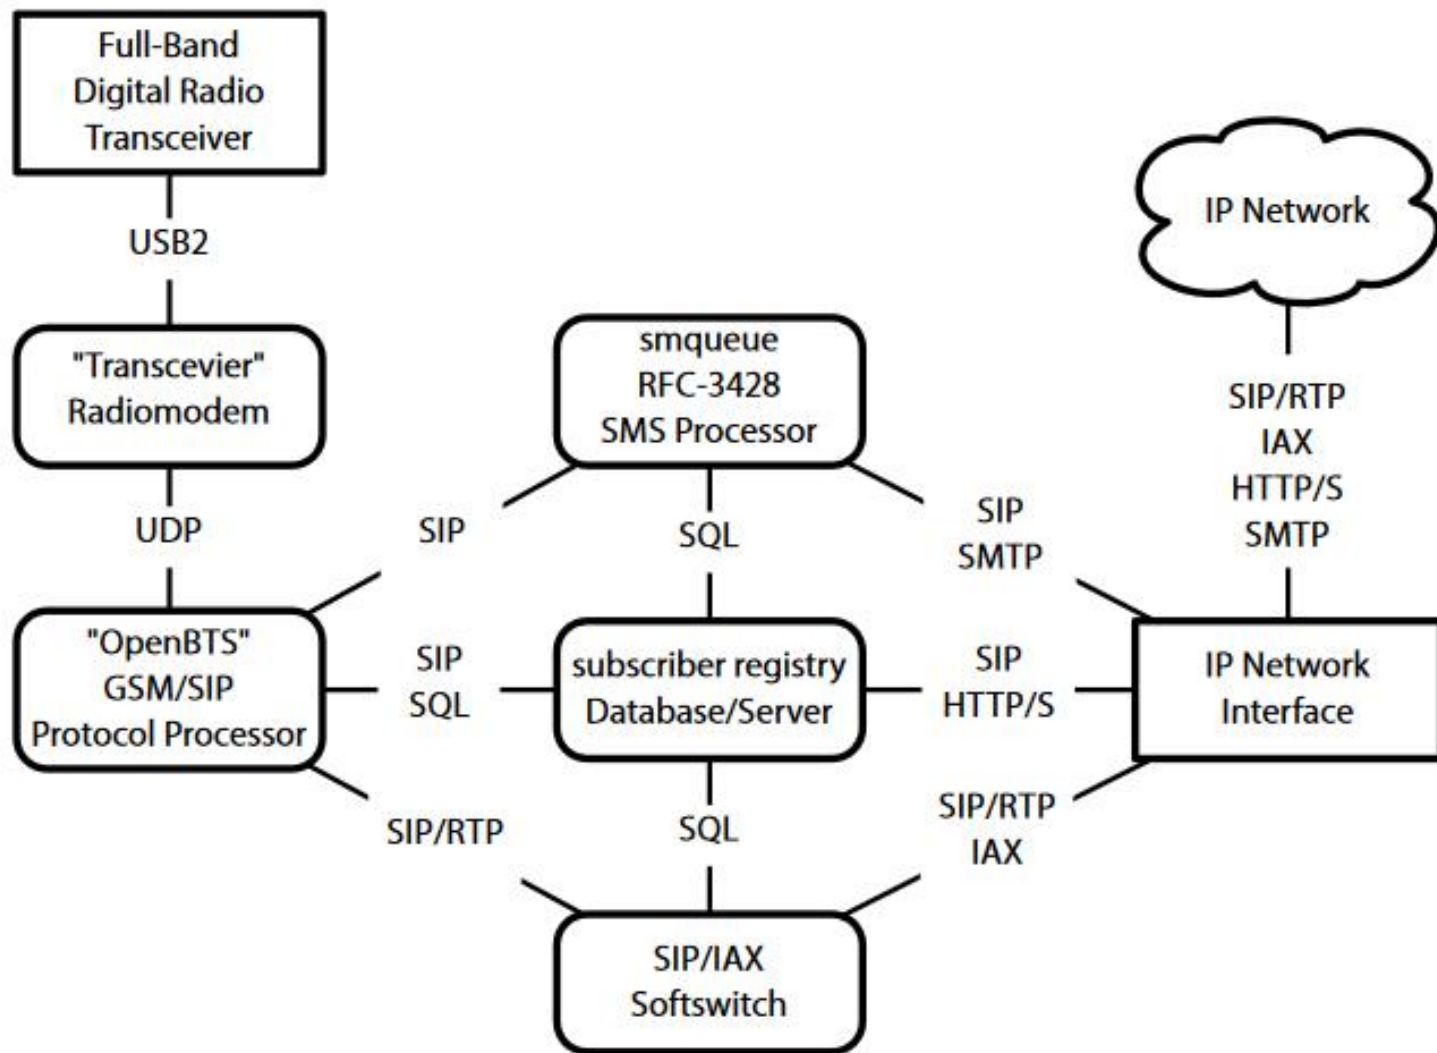 Full-Band
Digital Radio
Transceiver
USB2
"Transcevier"
Radiomodem
UDP
"OpenBTS"
GSM/SIP
Protocol Processor
SIP
SIP
SQL
SIP/RTP
smqueue
RFC-3428
SMS Processor
SQL
subscriber registry
Database/Server
SQL
SIP/IAX
Softswitch
SIP
SMTP
SIP
HTTP/S
SIP/RTP
IAX
IP Network
SIP/RTP
IAX
HTTP/S
SMTP
IP Network
Interface